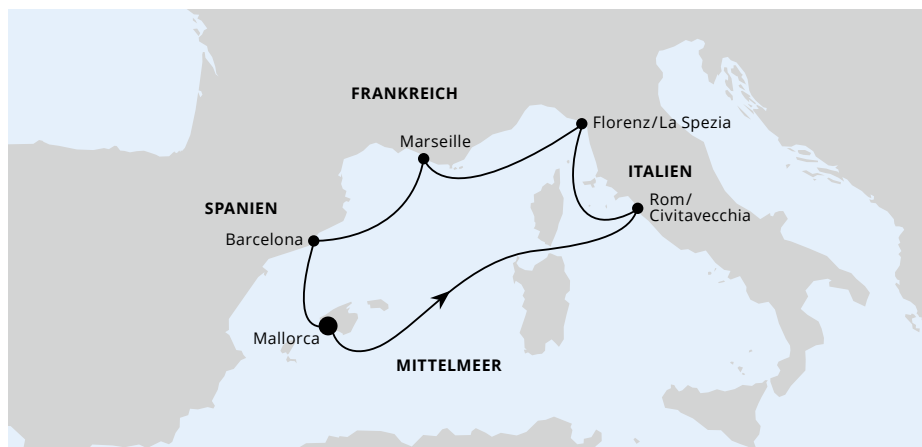 FRANKREICH
Florenz/La Spezia
Marseille
ITALIEN
Rom/
Civitavecchia
SPANIEN
Barcelona
Mallorca
MITTELMEER